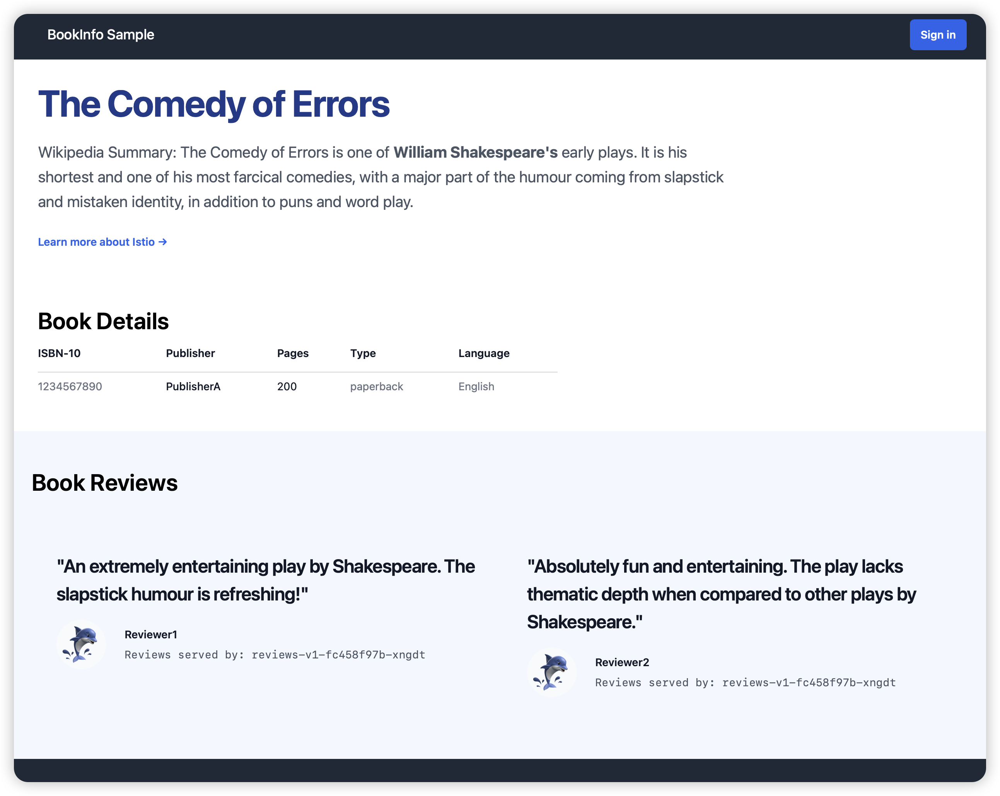 BookInfo Sample
Sign in
The Comedy of Errors
Wikipedia Summary: The Comedy of Errors is one of William Shakespeare's early plays. It is his
shortest and one of his most farcical comedies, with a major part of the humour coming from slapstick
and mistaken identity, in addition to puns and word play.
Learn more about Istio →
Book Details
ISBN-10 Publisher Pages Type Language
1234567890 PublisherA 200 paperback English
Book Reviews
"An extremely entertaining play by Shakespeare. The
slapstick humour is refreshing!"
Reviewer1
Reviews served by: reviews-v1-fc458f97b-xngdt
"Absolutely fun and entertaining. The play lacks
thematic depth when compared to other plays by
Shakespeare."
Reviewer2
Reviews served by: reviews-v1-fc458f97b-xngdt